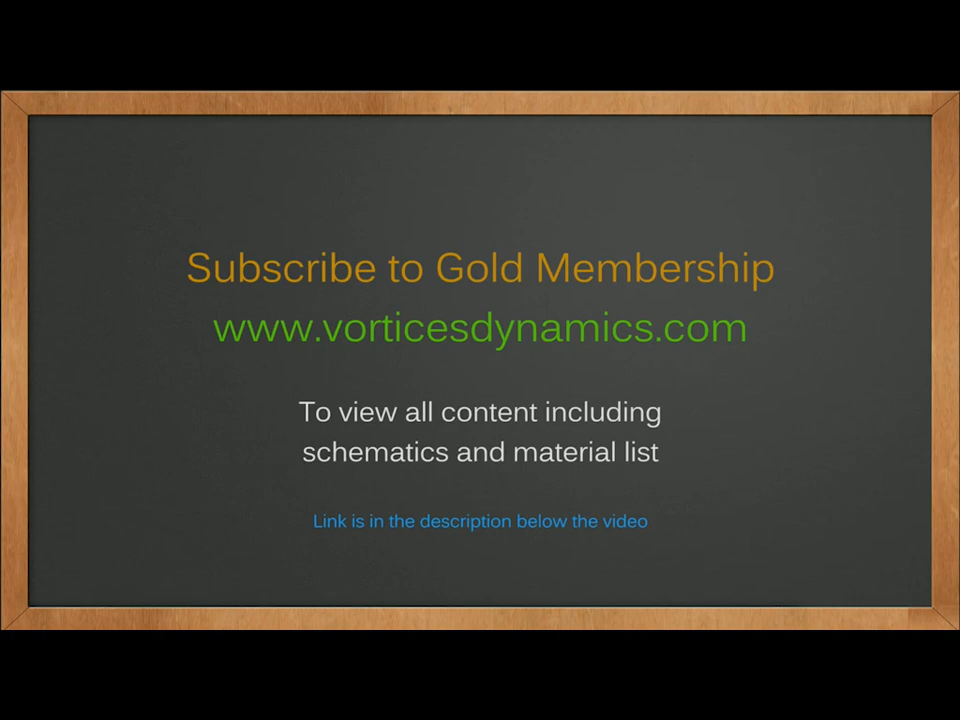 Subscribe to Gold Membership
www.vorticesdynamics.com
To view all content including
schematics and material list
Link is in the description below the video